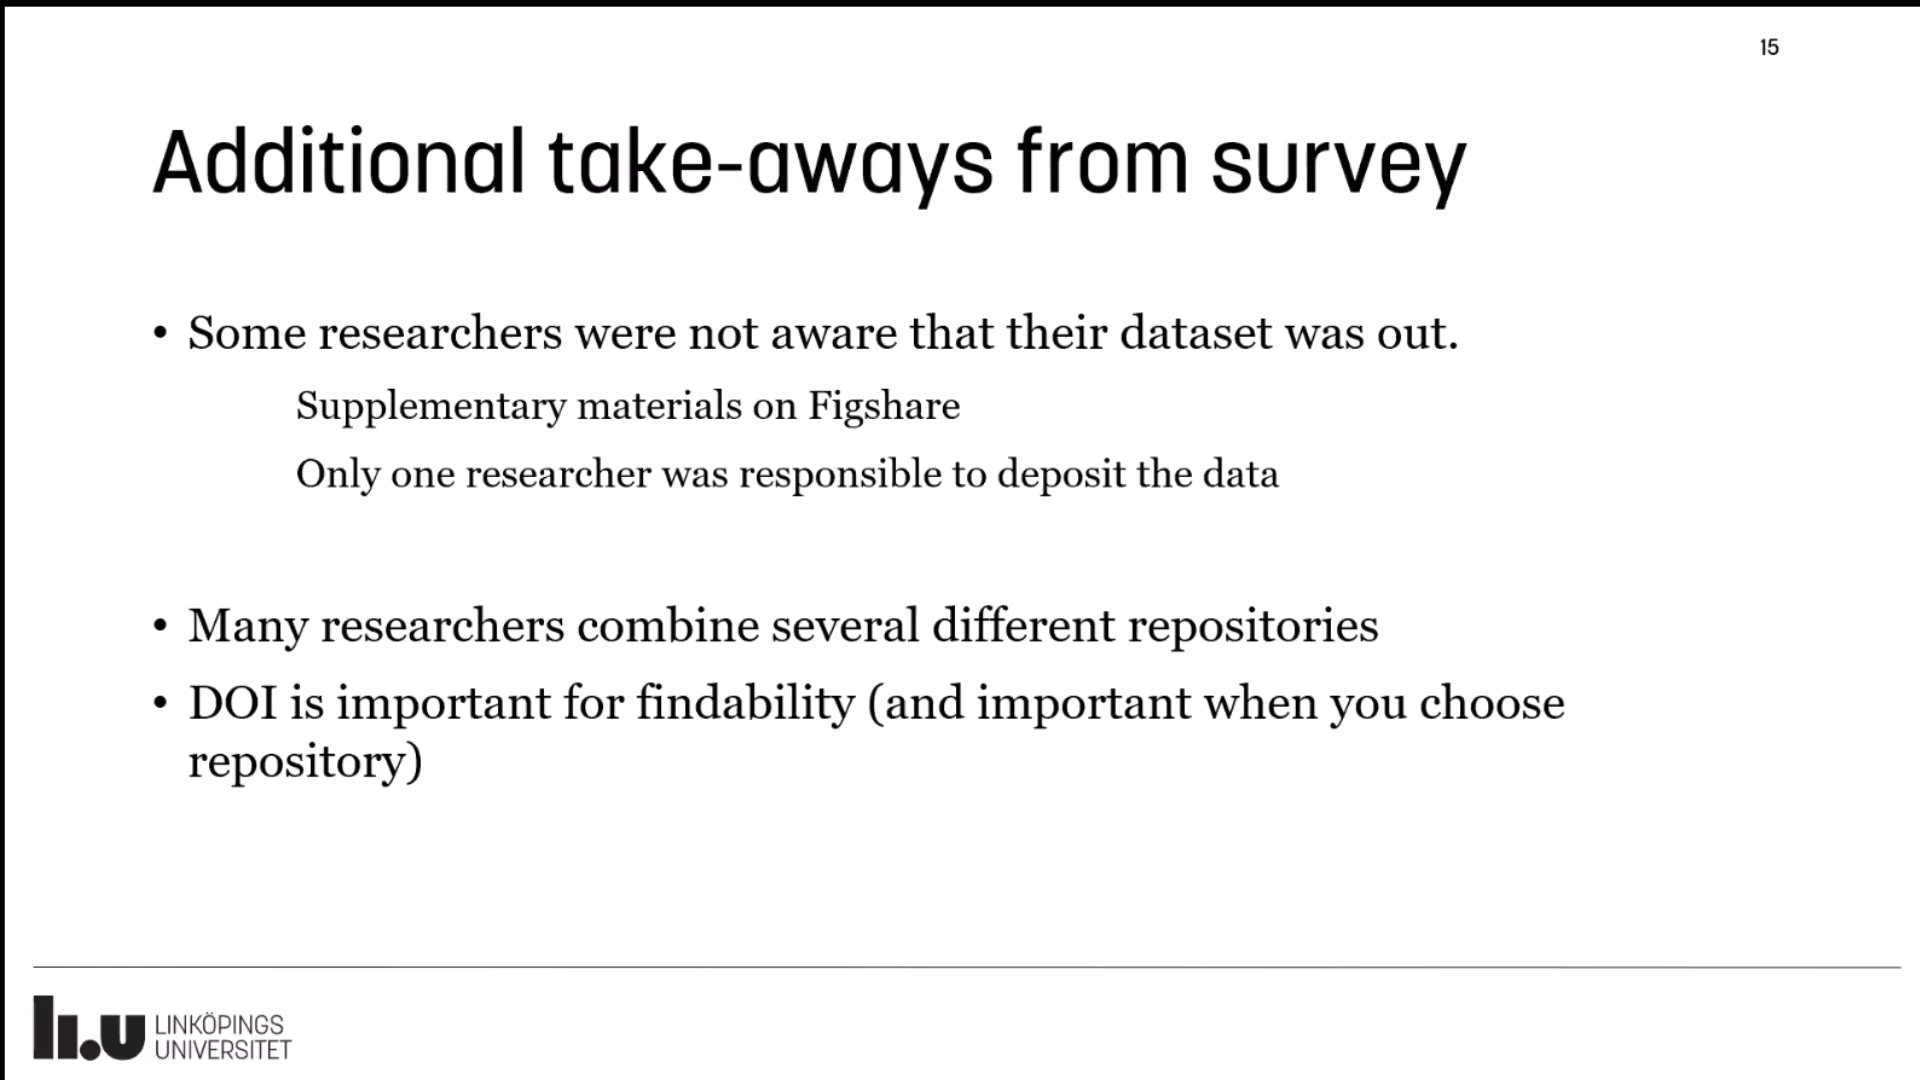 15
Additional take-aways from survey
• Some researchers were not aware that their dataset was out.
Supplementary materials on Figshare
Only one researcher was responsible to deposit the data
• Many researchers combine several different repositories
• DOI is important for findability (and important when you choose
repository)
li.u LINKÖPINGS
UNIVERSITET